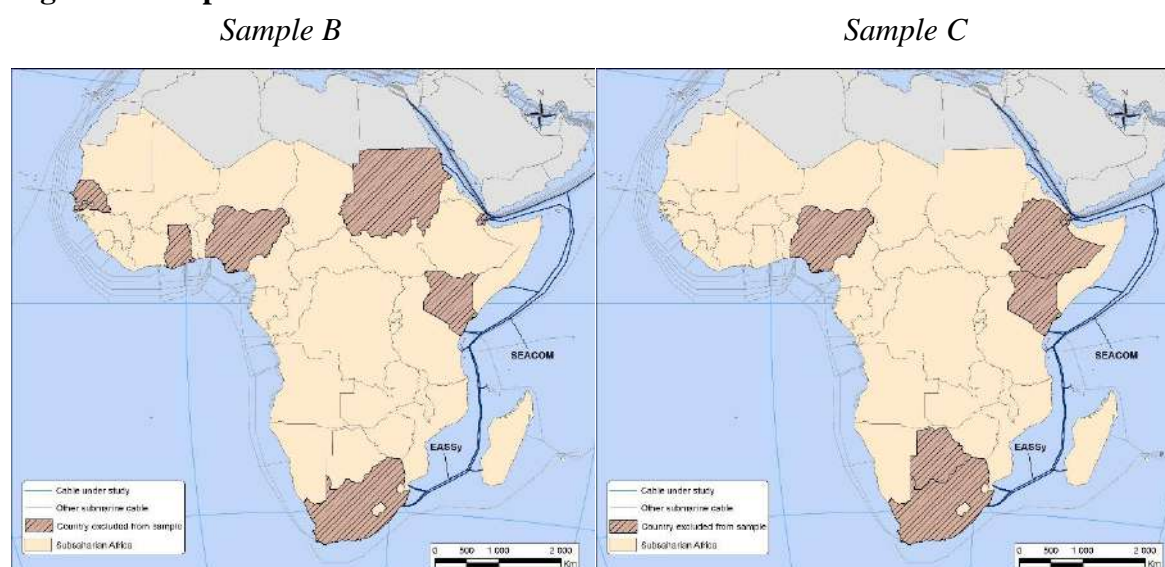 Sample B
Sample C
N
SEACOM
EASSy
Cable under study
Other submarine cable
Country excluded from sample
Subsaharian Africa
0 500 1 000 2 000
Km
N
SEACOM
EASSy
Cable under study
Other submarine cable
Country excluded from sample
Subsaharian Africa
0 500 1 000 2 000
Km